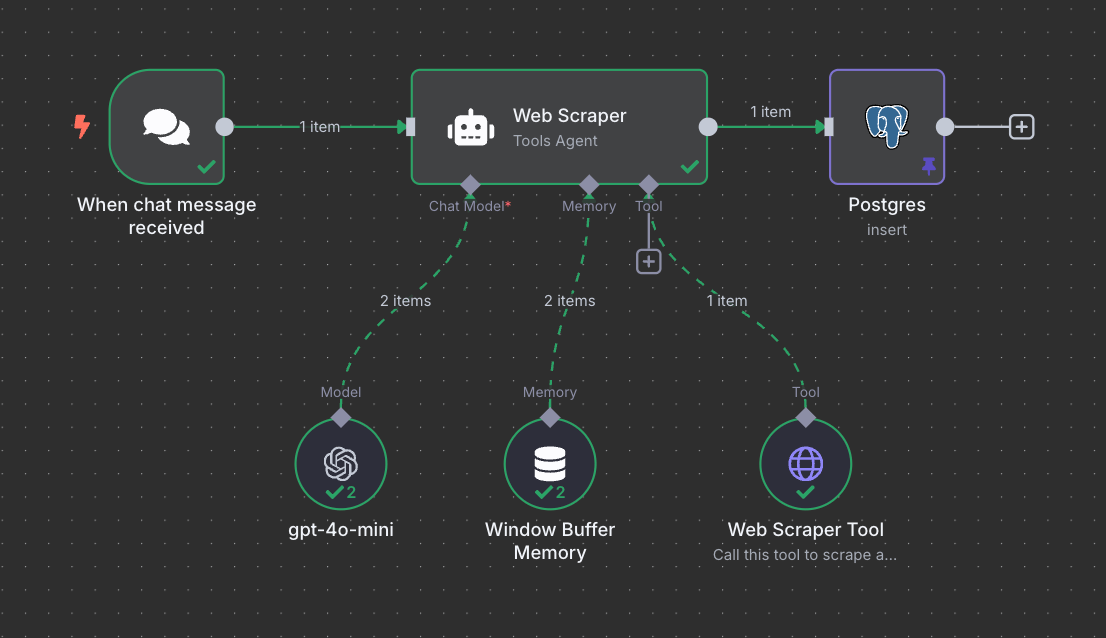 1 item
Web Scraper
Tools Agent
1 item
When chat message
received
Chat Model*
Memory
Tool
Postgres
insert
2 items
2 items
1 item
Model
Memory
Tool
2
2
gpt-4o-mini
Window Buffer
Memory
Web Scraper Tool
Call this tool to scrape a...